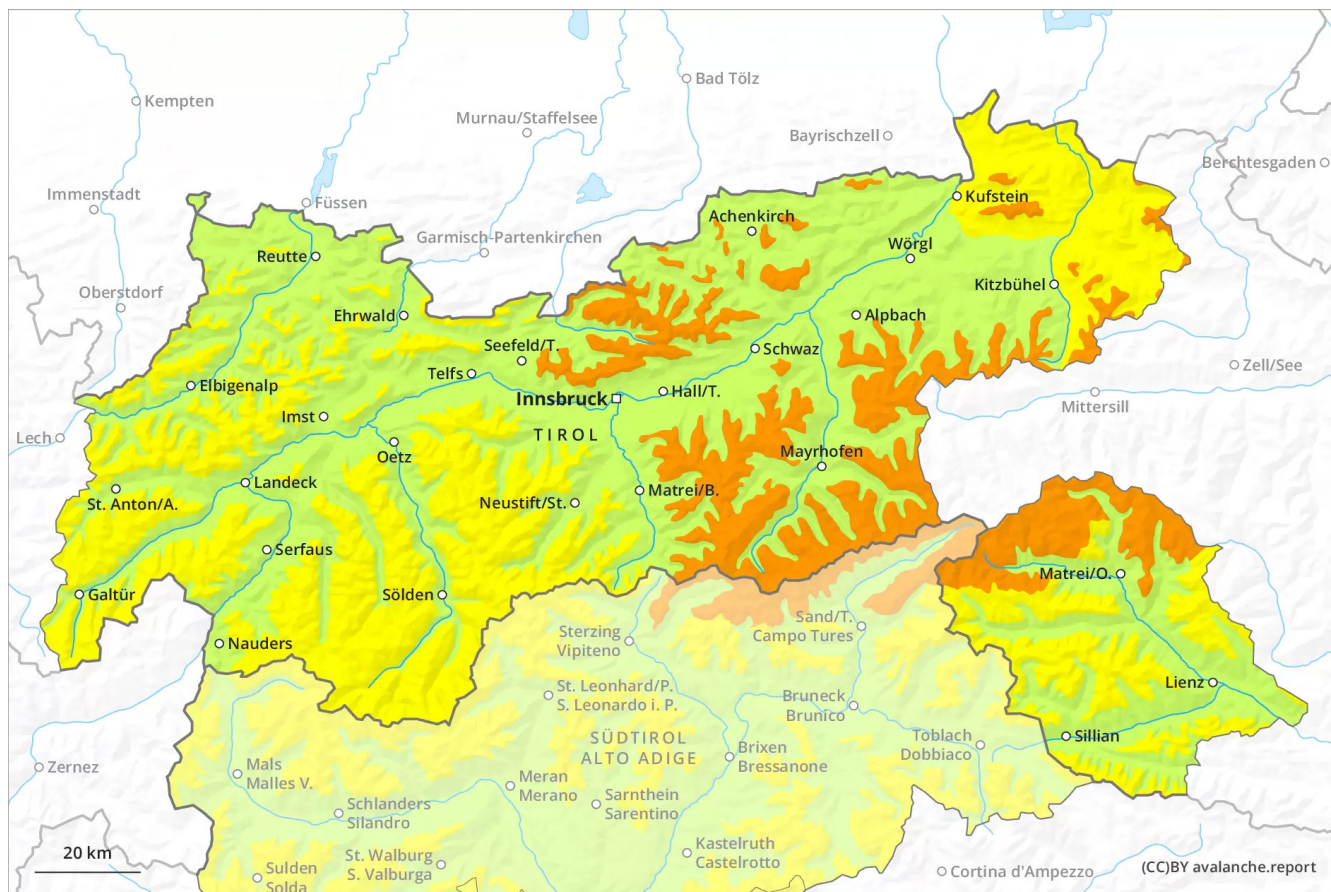 Bad Tölz
Kempten
Murnau/Staffelsee
Bayrischzell
Berchtesgaden
Immenstadt
Füssen
Kufstein
Achenkirch
Garmisch-Partenkirchen
Wörgl
Reutte
Kitzbühel
Oberstdorf
Ehrwald
Alpbach
Seefeld/T.
Schwaz
Zell/See
Telfs
Elbigenalp
Hall/T.
Innsbruck
Mittersill
Imst
TIROL
Lech
Oetz
Mayrhofen
Landeck
St. Anton/A.
Neustift/St.
Matrei/B.
Serfaus
Matrei/O.
Galtür
Sölden
Sand/T.
Campo Tures
Sterzing
Vipiteno
Nauders
Lienz
St. Leonhard/P.
S. Leonardo i. P.
Bruneck
Brunico
SÜDTIROL
ALTO ADIGE
Sillian
Toblach
Dobbiaco
Brixen
Bressanone
Zernez
Mals
Malles V.
Meran
Merano
Sarnthein
Sarentino
Schlanders
Silandro
Kastelruth
Castelrotto
St. Walburg
S. Valburga
20 km
Sulden
Solda
Cortina d'Ampezzo
(CC)BY avalanche.report